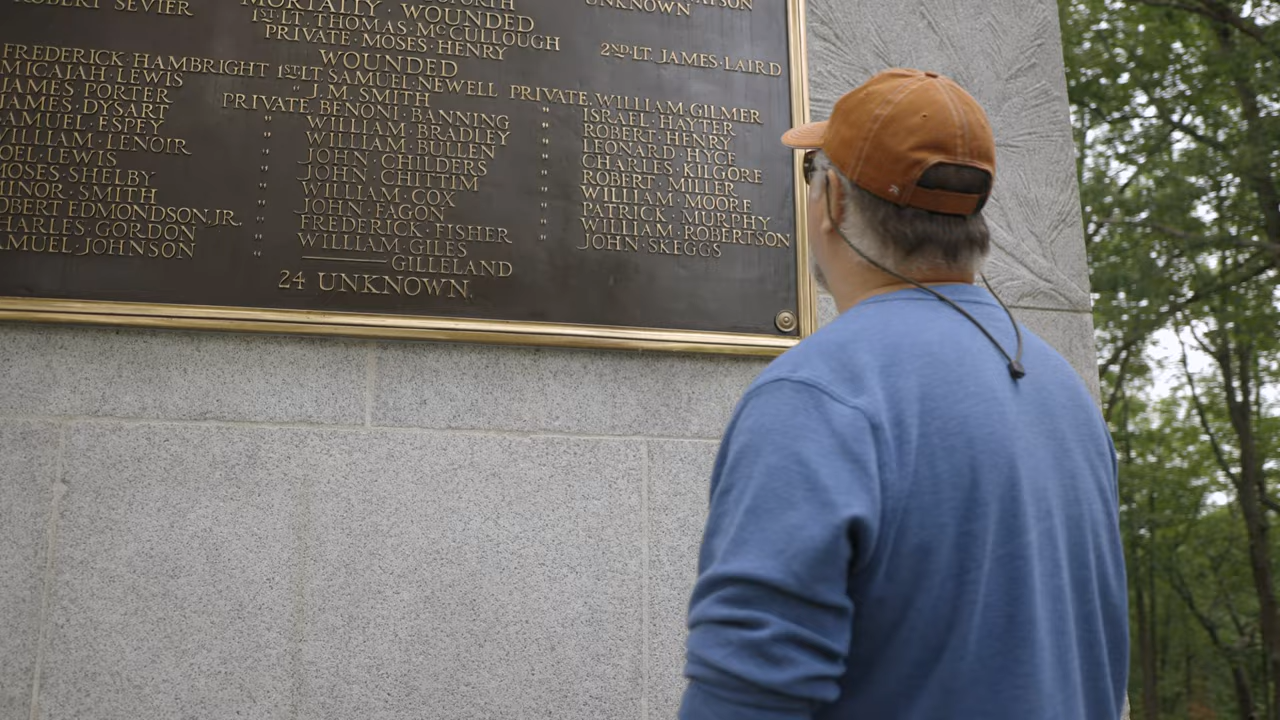 ROBERT SEVIER
UNKNOWN
MORTALLY WOUNDED
1ST LT. THOMAS McCULLOUGH
PRIVATE MOSES HENRY
2ND LT. JAMES LAIRD
WOUNDED
FREDERICK HAMBRIGHT
MICAJAH LEWIS
JAMES PORTER
JAMES DYSART
SAMUEL ESPEY
WILLIAM LENOIR
JOEL LEWIS
MOSES SHELBY
MINOR SMITH
ROBERT EDMONDSON, JR.
CHARLES GORDON
SAMUEL JOHNSON
1ST LT. SAMUEL NEWELL
" J. M. SMITH
PRIVATE BENONI BANNING
" WILLIAM BRADLEY
" WILLIAM BULLEN
" JOHN CHILDERS
" JOHN CHITTIM
" WILLIAM COX
" JOHN FAGON
" FREDERICK FISHER
" WILLIAM GILES
" GILLELAND
PRIVATE WILLIAM GILMER
" ISRAEL HAYTER
" ROBERT HENRY
" LEONARD HYCE
" CHARLES KILGORE
" ROBERT MILLER
" WILLIAM MOORE
" PATRICK MURPHY
" WILLIAM ROBERTSON
" JOHN SKEGGS
24 UNKNOWN.